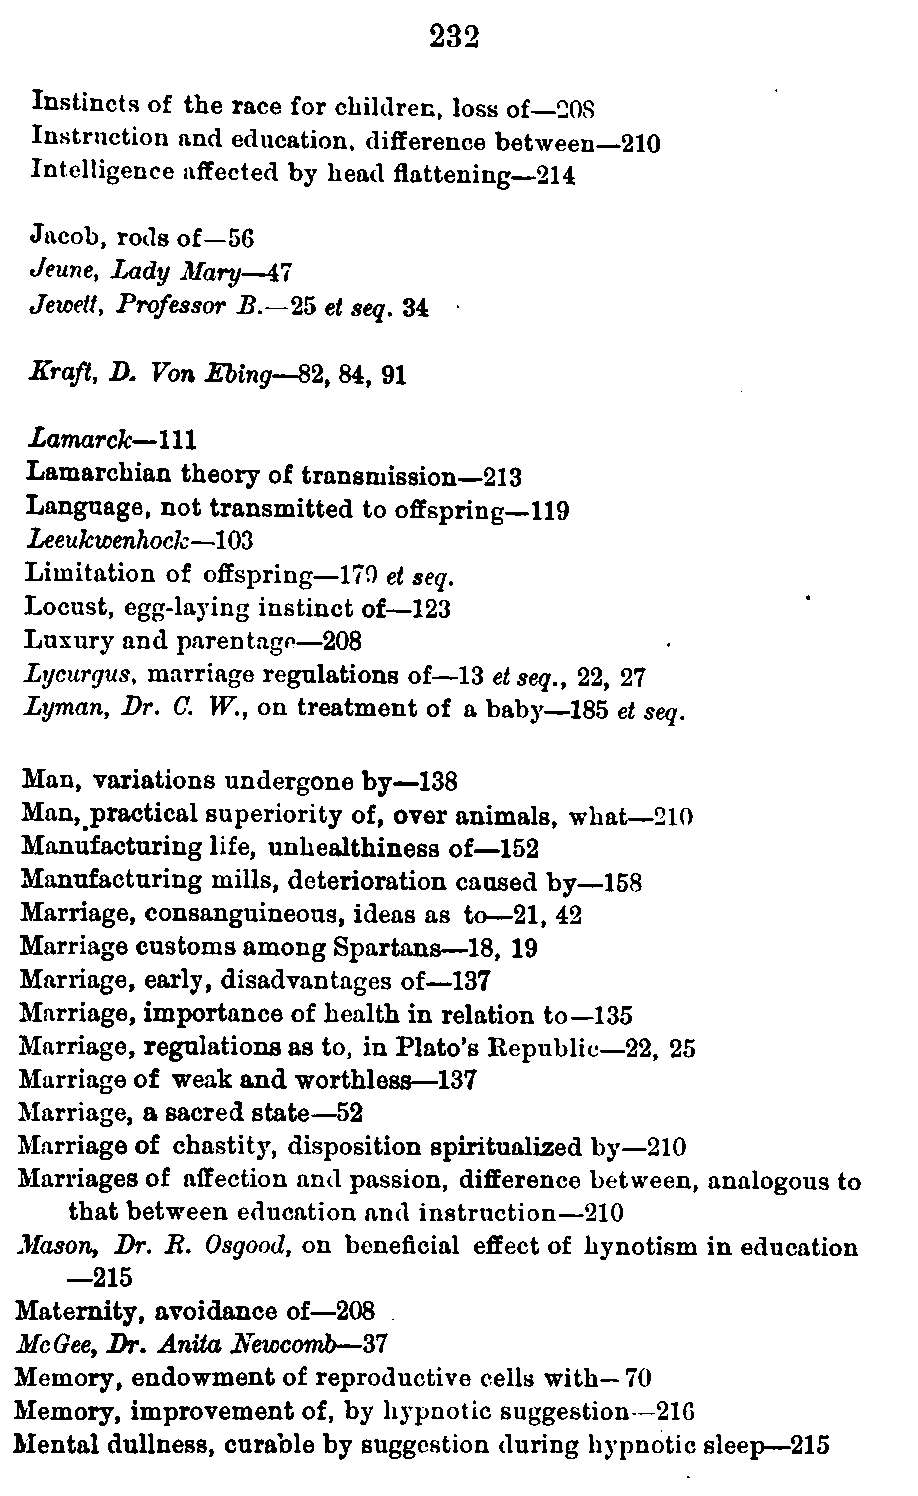 232
Instincts of the race for children, loss of—208
Instruction and education, difference between—210
Intelligence affected by head flattening—214
Jacob, rods of—56
Jeune, Lady Mary—47
Jewett, Professor B.—25 et seq. 34
Kraft, D. Von Ebing—82, 84, 91
Lamarck—111
Lamarchian theory of transmission—213
Language, not transmitted to offspring—119
Leeukwenhock—103
Limitation of offspring—179 et seq.
Locust, egg-laying instinct of—123
Luxury and parentage—208
Lycurgus, marriage regulations of—13 et seq., 22, 27
Lyman, Dr. C. W., on treatment of a baby—185 et seq.
Man, variations undergone by—138
Man, practical superiority of, over animals, what—210
Manufacturing life, unhealthiness of—152
Manufacturing mills, deterioration caused by—158
Marriage, consanguineous, ideas as to—21, 42
Marriage customs among Spartans—18, 19
Marriage, early, disadvantages of—137
Marriage, importance of health in relation to—135
Marriage, regulations as to, in Plato's Republic—22, 25
Marriage of weak and worthless—137
Marriage, a sacred state—52
Marriage of chastity, disposition spiritualized by—210
Marriages of affection and passion, difference between, analogous to
that between education and instruction—210
Mason, Dr. R. Osgood, on beneficial effect of hynotism in education
—215
Maternity, avoidance of—208
McGee, Dr. Anita Newcomb—37
Memory, endowment of reproductive cells with—70
Memory, improvement of, by hypnotic suggestion—216
Mental dullness, curable by suggestion during hypnotic sleep—215